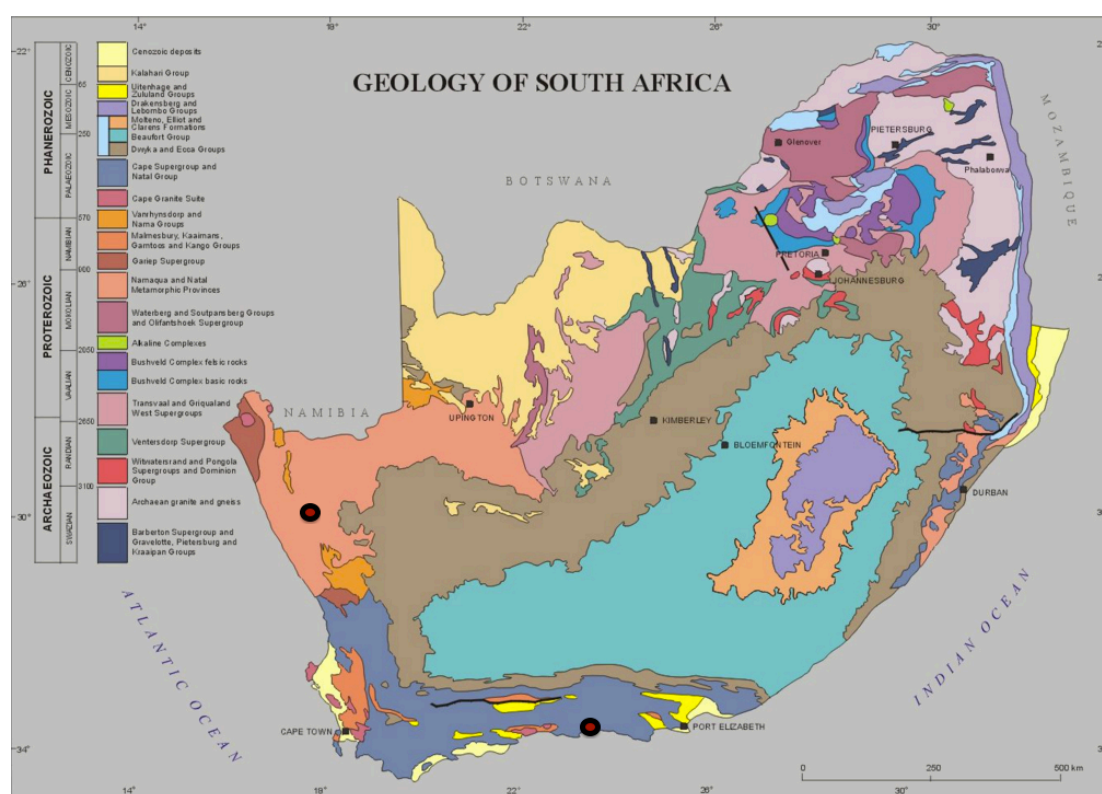 14° 18° 22° 26° 30°
22°
GEOLOGY OF SOUTH AFRICA
PHANEROZOIC
CENOZOIC
MESOZOIC
PALAEOZOIC
PROTEROZOIC
NAMIBIAN
MOKOLIAN
VAALIAN
ARCHAEOZOIC
RANDIAN
SWAZIAN
65
250
570
900
2050
2650
3100
Cenozoic deposits
Kalahari Group
Uitenhage and
Zululand Groups
Drakensberg and
Lebombo Groups
Molteno, Elliot and
Clarens Formations
Beaufort Group
Dwyka and Ecca Groups
Cape Supergroup and
Natal Group
Cape Granite Suite
Vanrhynsdorp and
Nama Groups
Malmesbury, Kaaimans,
Gamtoos and Kango Groups
Gariep Supergroup
Namaqua and Natal
Metamorphic Provinces
Waterberg and Soutpansberg Groups
and Olifantshoek Supergroup
Alkaline Complexes
Bushveld Complex felsic rocks
Bushveld Complex basic rocks
Transvaal and Griqualand
West Supergroups
Ventersdorp Supergroup
Witwatersrand and Pongola
Supergroups and Dominion
Group
Archaean granite and gneiss
Barberton Supergroup and
Gravelotte, Pietersburg and
Kraaipan Groups
BOTSWANA
MOZAMBIQUE
NAMIBIA
Glenover
PIETERSBURG
Phalaborwa
PRETORIA
JOHANNESBURG
UPINGTON
KIMBERLEY
BLOEMFONTEIN
DURBAN
CAPE TOWN
PORT ELIZABETH
ATLANTIC OCEAN
INDIAN OCEAN
26°
30°
34°
0 250 500 km
14° 18° 22° 26° 30°